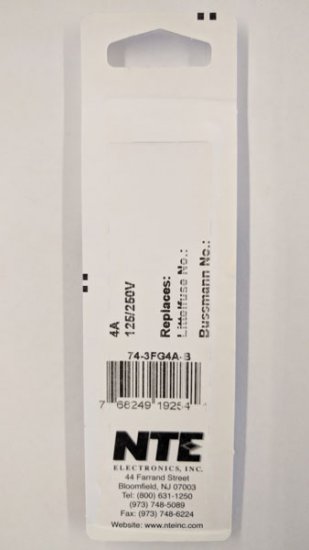 4A
125/250V
Replaces:
Littelfuse No.:
Bussmann No.:
74-3FG4A-B
7 68249 19254
NTE
ELECTRONICS, INC.
44 Farrand Street
Bloomfield, NJ 07003
Tel: (800) 631-1250
(973) 748-5089
Fax: (973) 748-6224
Website: www.nteinc.com